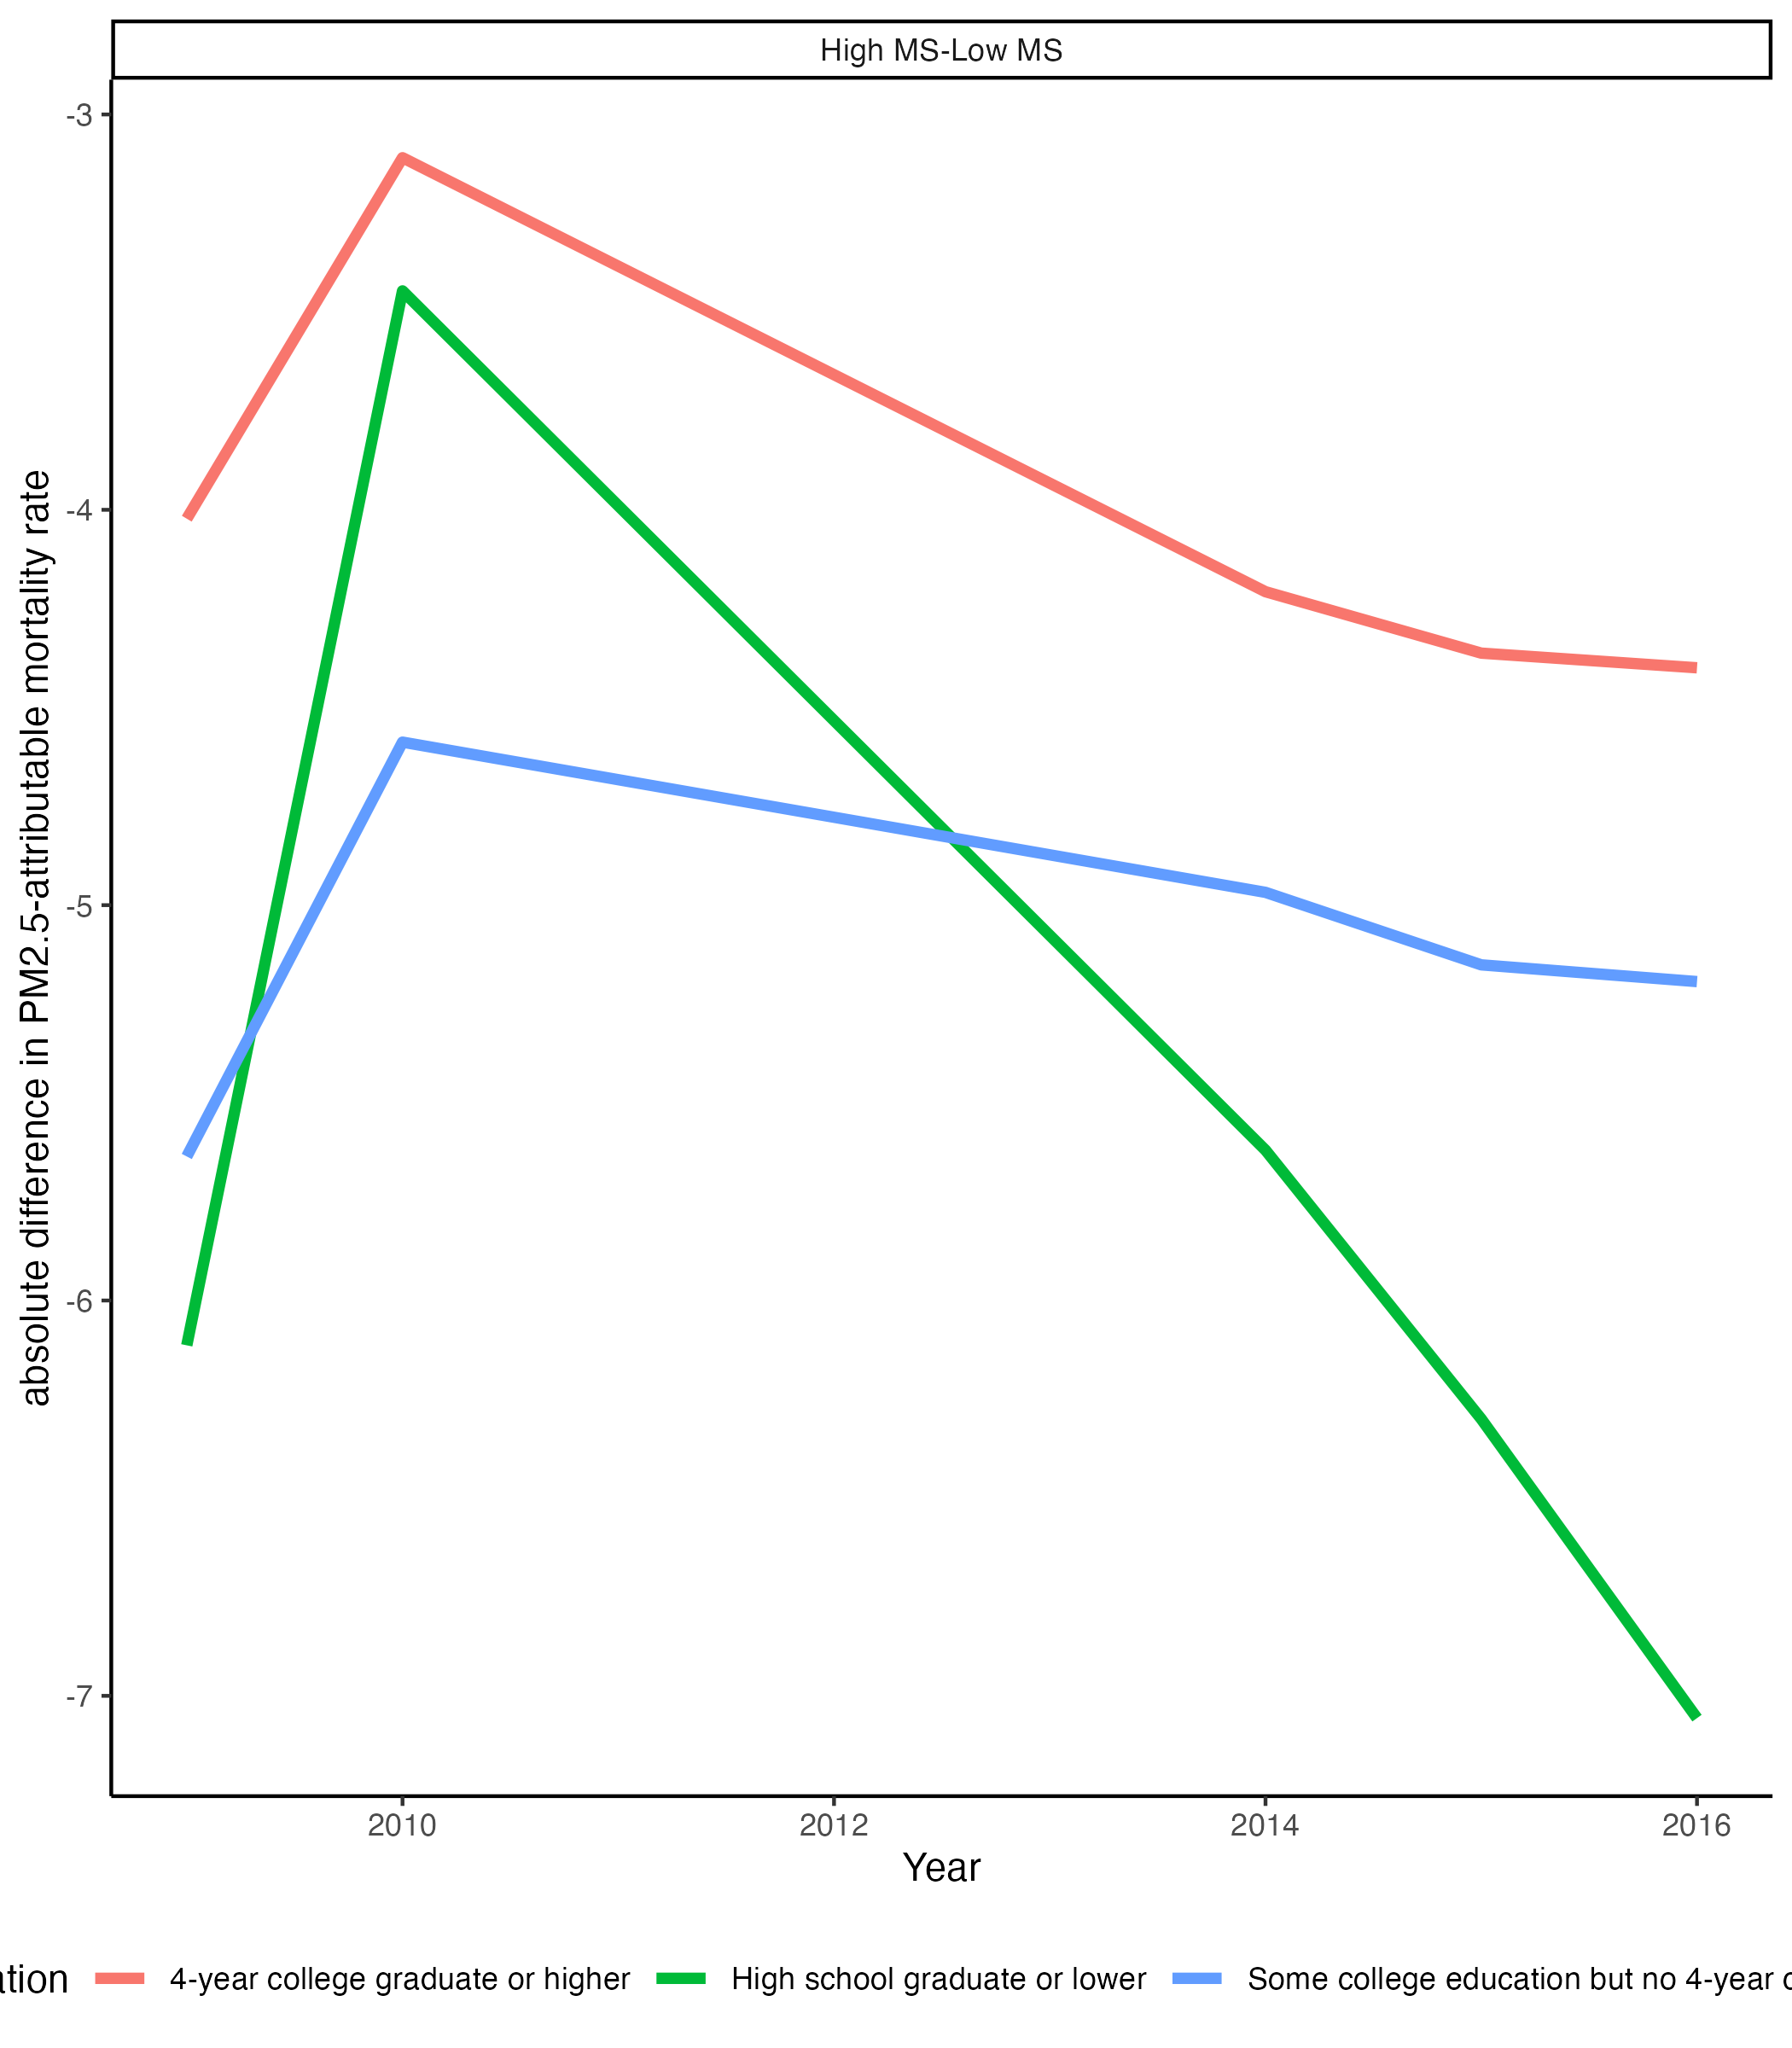 High MS-Low MS
absolute difference in PM2.5-attributable mortality rate
-3
-4
-5
-6
-7
2010 2012 2014 2016
Year
ation 4-year college graduate or higher High school graduate or lower Some college education but no 4-year